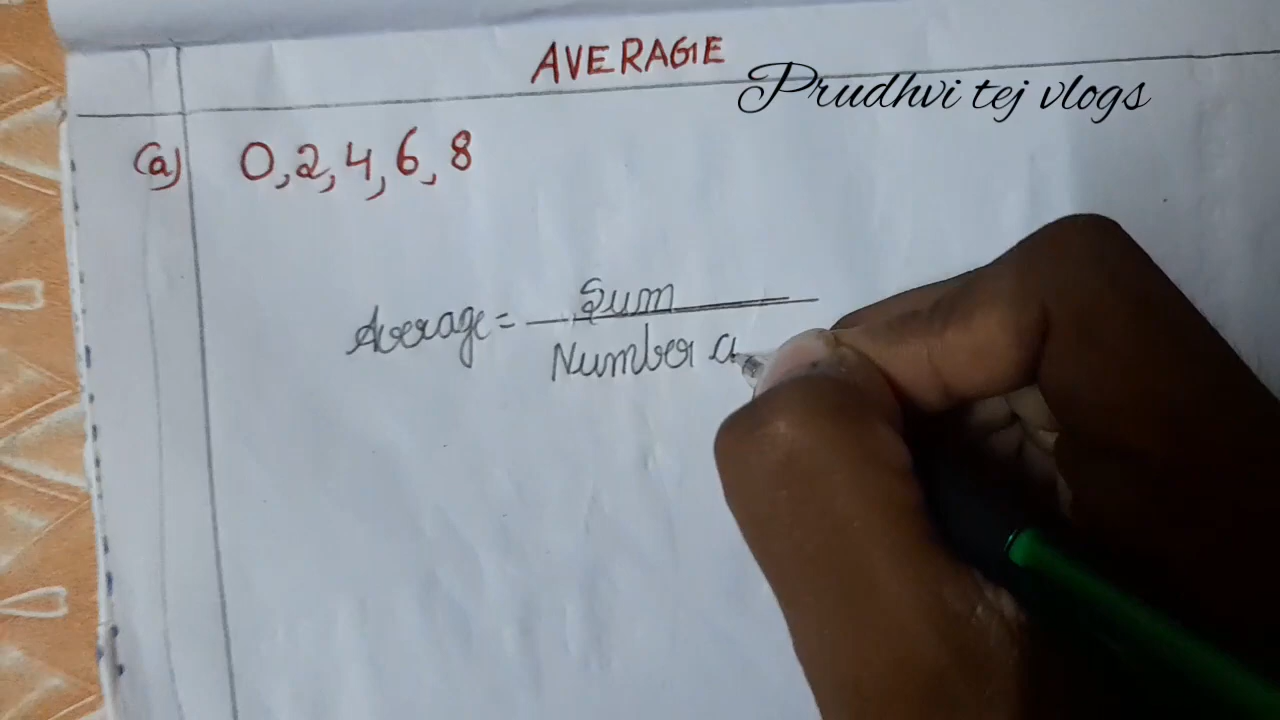 AVERAGE
Prudhvi tej vlogs
(a) 0, 2, 4, 6, 8
Average = Sum
Number